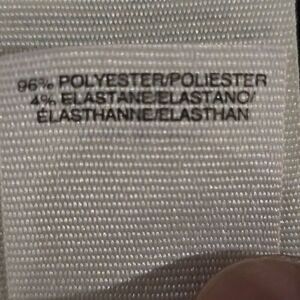 96% POLYESTER/POLIESTER
4% ELASTANE/ELASTANO/
ELASTHANNE/ELASTHAN